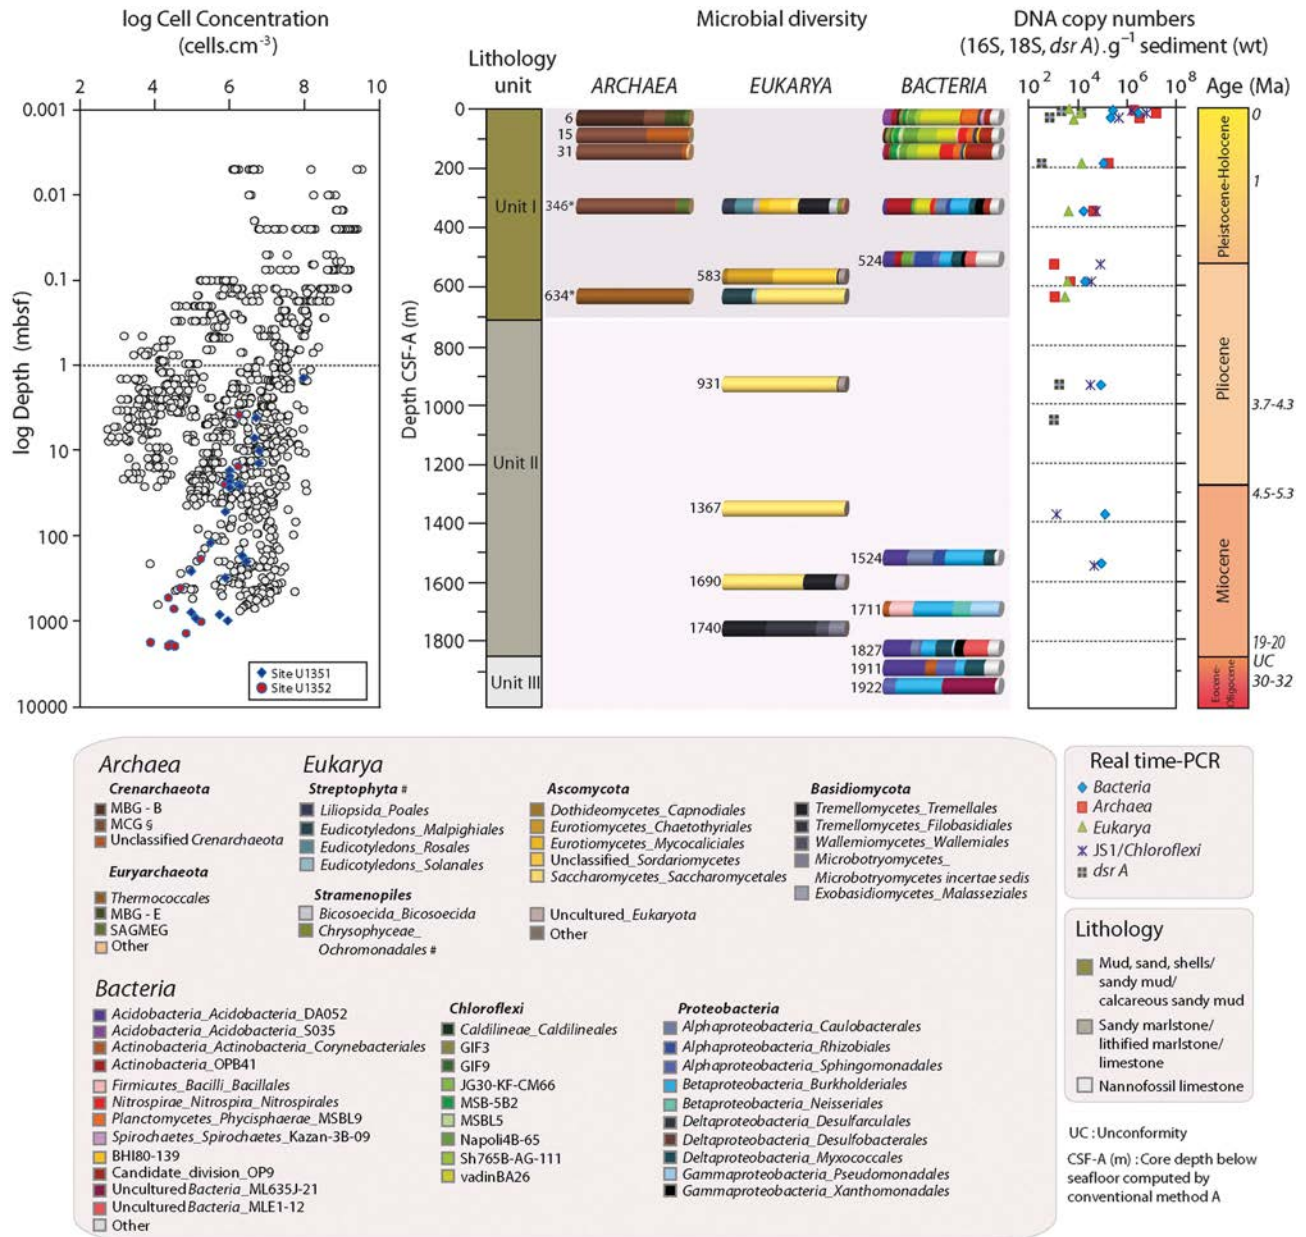 log Cell Concentration
(cells.cm⁻³)
2 4 6 8 10
0.001
0.01
0.1
1
10
100
1000
10000
log Depth (mbsf)
Site U1351
Site U1352
Microbial diversity
Lithology
unit
ARCHAEA
EUKARYA
BACTERIA
Depth CSF-A (m)
0
200
400
600
800
1000
1200
1400
1600
1800
Unit I
Unit II
Unit III
6
15
31
346*
634*
583
931
1367
1690
1740
524
1524
1711
1827
1911
1922
DNA copy numbers
(16S, 18S, dsr A).g⁻¹ sediment (wt)
10² 10⁴ 10⁶ 10⁸
Age (Ma)
Pleistocene-Holocene
Pliocene
Miocene
Eocene-
Oligocene
0
1
3.7-4.3
4.5-5.3
19-20
UC
30-32
Archaea
Crenarchaeota
MBG - B
MCG §
Unclassified Crenarchaeota
Euryarchaeota
Thermococcales
MBG - E
SAGMEG
Other
Eukarya
Streptophyta #
Liliopsida_Poales
Eudicotyledons_Malpighiales
Eudicotyledons_Rosales
Eudicotyledons_Solanales
Stramenopiles
Bicosoecida_Bicosoecida
Chrysophyceae_
Ochromonadales #
Ascomycota
Dothideomycetes_Capnodiales
Eurotiomycetes_Chaetothyriales
Eurotiomycetes_Mycocaliciales
Unclassified_Sordariomycetes
Saccharomycetes_Saccharomycetales
Uncultured_Eukaryota
Other
Basidiomycota
Tremellomycetes_Tremellales
Tremellomycetes_Filobasidiales
Wallemiomycetes_Wallemiales
Microbotryomycetes_
Microbotryomycetes incertae sedis
Exobasidiomycetes_Malasseziales
Bacteria
Acidobacteria_Acidobacteria_DA052
Acidobacteria_Acidobacteria_S035
Actinobacteria_Actinobacteria_Corynebacteriales
Actinobacteria_OPB41
Firmicutes_Bacilli_Bacillales
Nitrospirae_Nitrospira_Nitrospirales
Planctomycetes_Phycisphaerae_MSBL9
Spirochaetes_Spirochaetes_Kazan-3B-09
BHI80-139
Candidate_division_OP9
Uncultured Bacteria_ML635J-21
Uncultured Bacteria_MLE1-12
Other
Chloroflexi
Caldilineae_Caldilineales
GIF3
GIF9
JG30-KF-CM66
MSB-5B2
MSBL5
Napoli4B-65
Sh765B-AG-111
vadinBA26
Proteobacteria
Alphaproteobacteria_Caulobacterales
Alphaproteobacteria_Rhizobiales
Alphaproteobacteria_Sphingomonadales
Betaproteobacteria_Burkholderiales
Betaproteobacteria_Neisseriales
Deltaproteobacteria_Desulfarculales
Deltaproteobacteria_Desulfobacterales
Deltaproteobacteria_Myxococcales
Gammaproteobacteria_Pseudomonadales
Gammaproteobacteria_Xanthomonadales
Real time-PCR
Bacteria
Archaea
Eukarya
JS1/Chloroflexi
dsr A
Lithology
Mud, sand, shells/
sandy mud/
calcareous sandy mud
Sandy marlstone/
lithified marlstone/
limestone
Nannofossil limestone
UC : Unconformity
CSF-A (m) : Core depth below
seafloor computed by
conventional method A